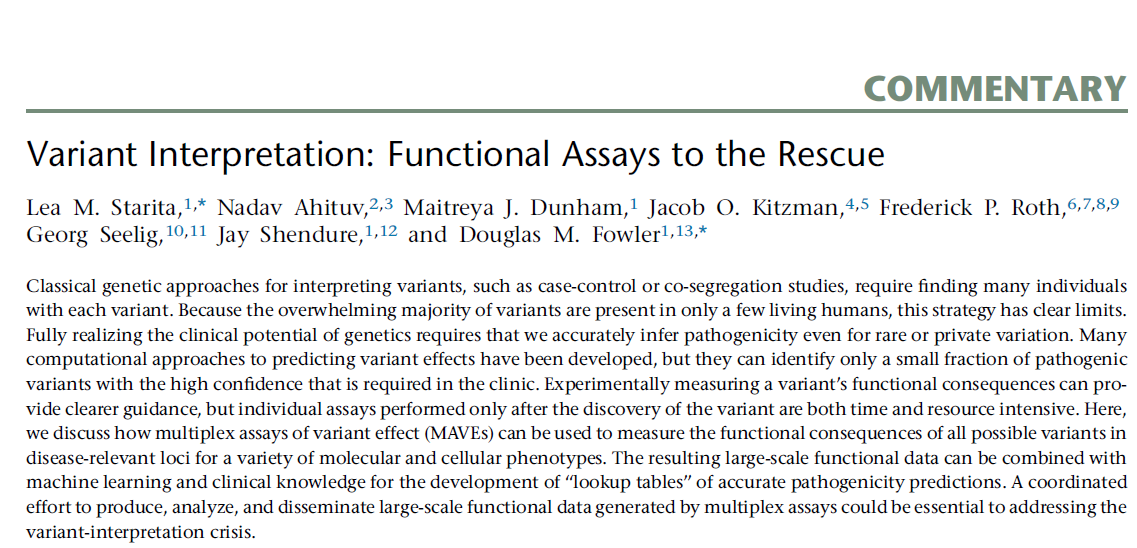 COMMENTARY
Variant Interpretation: Functional Assays to the Rescue
Lea M. Starita,1,* Nadav Ahituv,2,3 Maitreya J. Dunham,1 Jacob O. Kitzman,4,5 Frederick P. Roth,6,7,8,9
Georg Seelig,10,11 Jay Shendure,1,12 and Douglas M. Fowler1,13,*
Classical genetic approaches for interpreting variants, such as case-control or co-segregation studies, require finding many individuals
with each variant. Because the overwhelming majority of variants are present in only a few living humans, this strategy has clear limits.
Fully realizing the clinical potential of genetics requires that we accurately infer pathogenicity even for rare or private variation. Many
computational approaches to predicting variant effects have been developed, but they can identify only a small fraction of pathogenic
variants with the high confidence that is required in the clinic. Experimentally measuring a variant's functional consequences can pro-
vide clearer guidance, but individual assays performed only after the discovery of the variant are both time and resource intensive. Here,
we discuss how multiplex assays of variant effect (MAVEs) can be used to measure the functional consequences of all possible variants in
disease-relevant loci for a variety of molecular and cellular phenotypes. The resulting large-scale functional data can be combined with
machine learning and clinical knowledge for the development of "lookup tables" of accurate pathogenicity predictions. A coordinated
effort to produce, analyze, and disseminate large-scale functional data generated by multiplex assays could be essential to addressing the
variant-interpretation crisis.